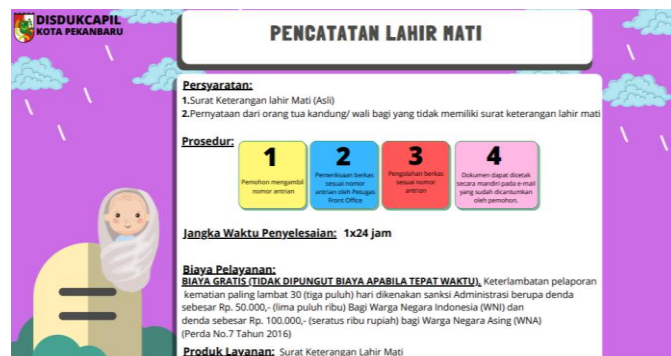 DISDUKCAPIL
KOTA PEKANBARU
PENCATATAN LAHIR MATI
Persyaratan:
1.Surat Keterangan lahir Mati (Asli)
2.Pernyataan dari orang tua kandung/ wali bagi yang tidak memiliki surat keterangan lahir mati
Prosedur:
1
Pemohon mengambil
nomor antrian
2
Pemeriksaan berkas
sesuai nomor
antrian oleh Petugas
Front Office
3
Pengolahan berkas
sesuai nomor
antrian
4
Dokumen dapat dicetak
secara mandiri pada e-mail
yang sudah dicantumkan
oleh pemohon.
Jangka Waktu Penyelesaian: 1x24 jam
Biaya Pelayanan:
BIAYA GRATIS (TIDAK DIPUNGUT BIAYA APABILA TEPAT WAKTU). Keterlambatan pelaporan
kematian paling lambat 30 (tiga puluh) hari dikenakan sanksi Administrasi berupa denda
sebesar Rp. 50.000,- (lima puluh ribu) Bagi Warga Negara Indonesia (WNI) dan
denda sebesar Rp. 100.000,- (seratus ribu rupiah) bagi Warga Negara Asing (WNA)
(Perda No.7 Tahun 2016)
Produk Layanan: Surat Keterangan Lahir Mati